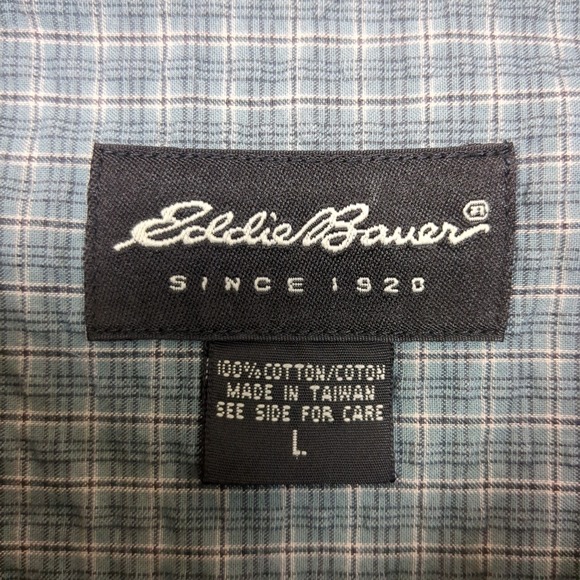 Eddie Bauer®
SINCE 1920
100% COTTON/COTON
MADE IN TAIWAN
SEE SIDE FOR CARE
L